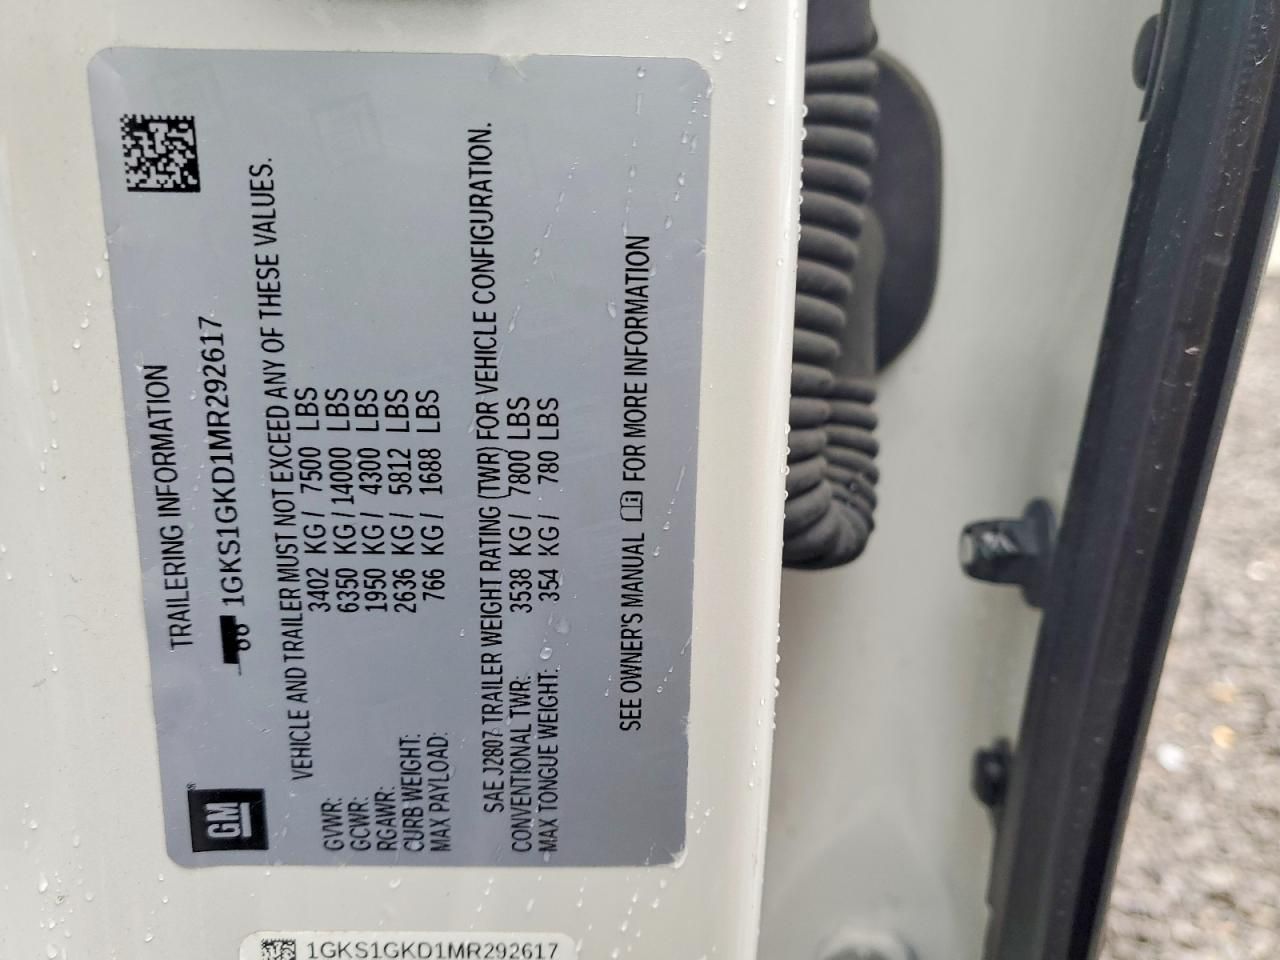 GM
TRAILERING INFORMATION
1GKS1GKD1MR292617
VEHICLE AND TRAILER MUST NOT EXCEED ANY OF THESE VALUES.
GVWR: 3402 KG / 7500 LBS
GCWR: 6350 KG / 14000 LBS
RGAWR: 1950 KG / 4300 LBS
CURB WEIGHT: 2636 KG / 5812 LBS
MAX PAYLOAD: 766 KG / 1688 LBS
SAE J2807 TRAILER WEIGHT RATING (TWR) FOR VEHICLE CONFIGURATION.
CONVENTIONAL TWR: 3538 KG / 7800 LBS
MAX TONGUE WEIGHT: 354 KG / 780 LBS
SEE OWNER'S MANUAL FOR MORE INFORMATION
1GKS1GKD1MR292617